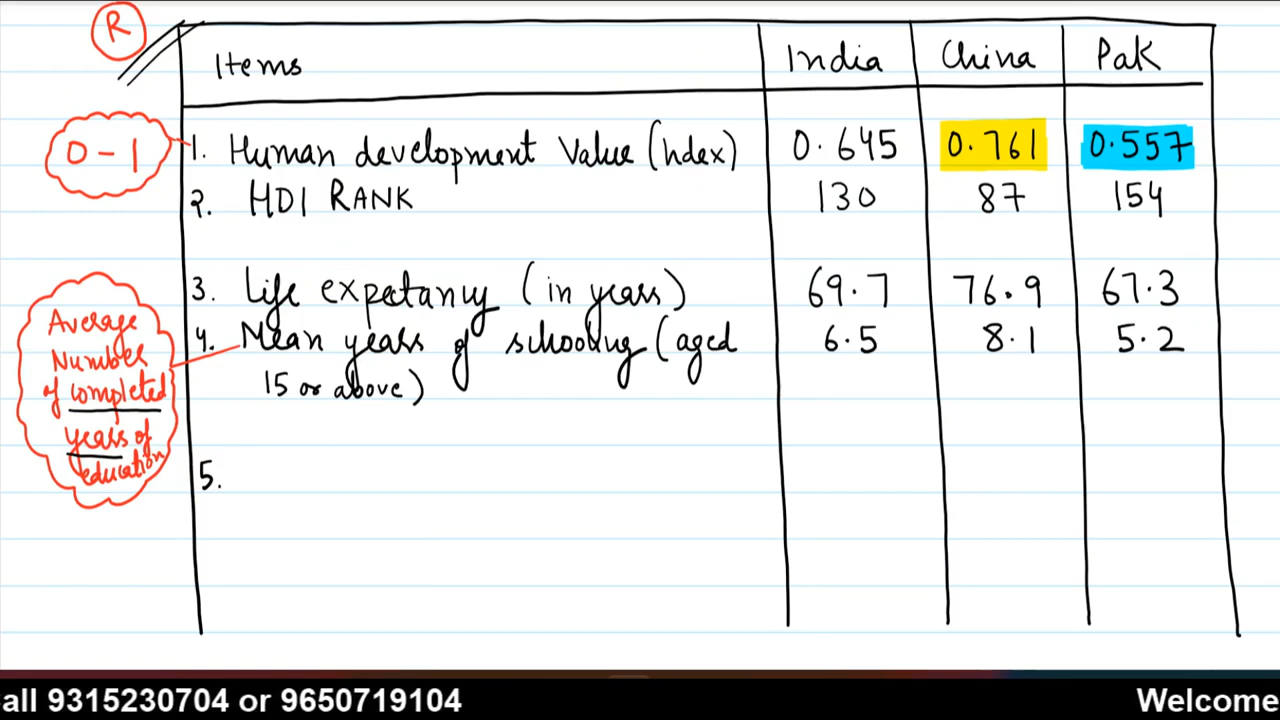 R
Items India China Pak
0-1
1. Human development Value (Index) 0.645 0.761 0.557
2. HDI RANK 130 87 154
3. Life expectancy (in years) 69.7 76.9 67.3
4. Mean years of schooling (aged 6.5 8.1 5.2
15 or above)
Average
Number
of completed
years of
education
5.
all 9315230704 or 9650719104 Welcome